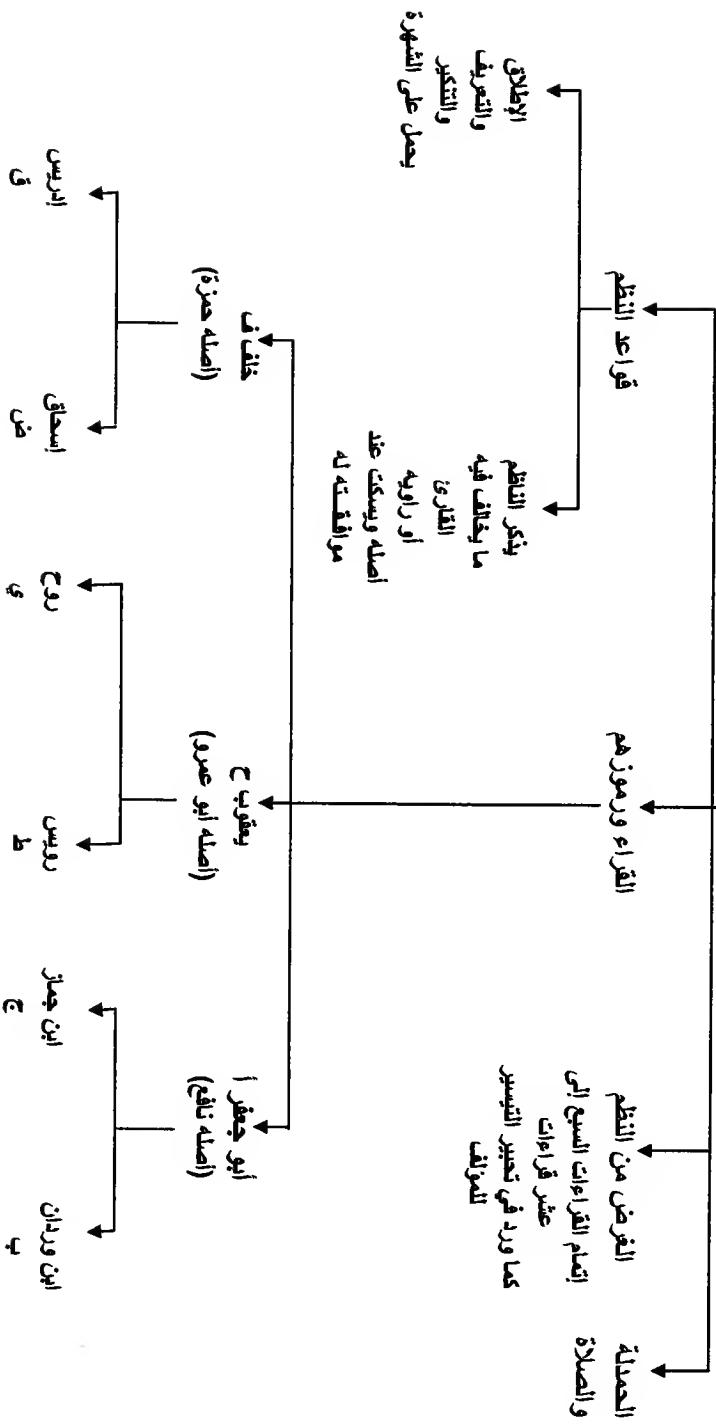 الحمدلة
والصلاة
الغرض من النظم
إتمام القراءات السبع إلى
عشر قراءات
كما ورد في تحبير التيسير
للمؤلف
القراء ورموزهم
قواعد النظم
يذكر الناظم
ما يخالف فيه
القارئ
أو راويه
أصله ويسكت عند
موافقته له
الإطلاق
والتعريف
والتنكير
يحمل على الشهرة
أبو جعفر أ
(أصله نافع)
يعقوب ح
(أصله أبو عمرو)
خلف ف
(أصله حمزة)
ابن وردان
ب
ابن جماز
ج
رويس
ط
روح
ي
إسحاق
ض
إدريس
ق